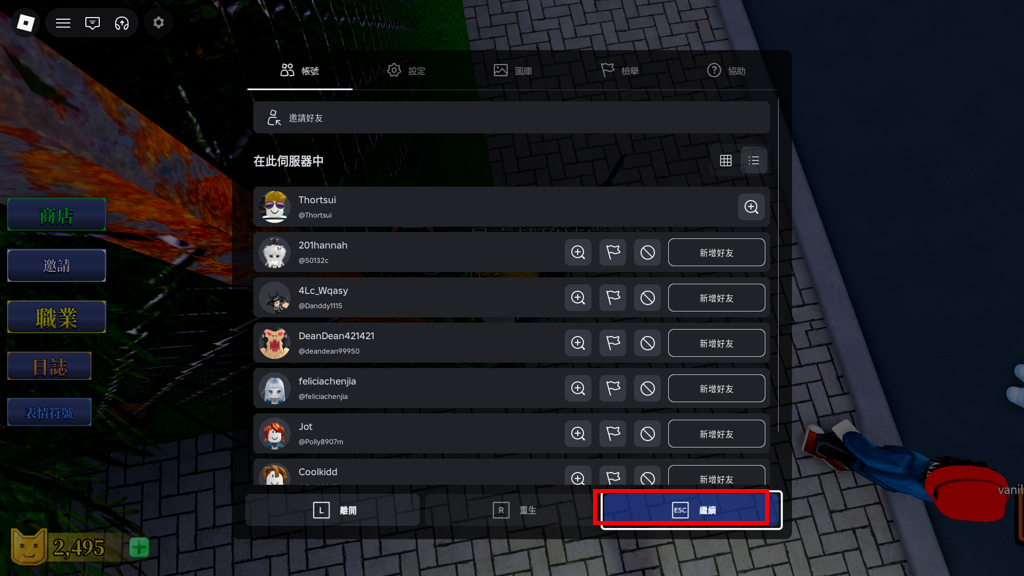 帳號
設定
圖庫
檢舉
協助
邀請好友
在此伺服器中
Thortsui
@Thortsui
201hannah
@50132c
新增好友
4Lc_Wqasy
@Danddy1115
新增好友
DeanDean421421
@deandean99950
新增好友
feliciachenjia
@feliciachenjia
新增好友
Jot
@Polly8907m
新增好友
Coolkidd
新增好友
L 離開
R 重生
ESC 繼續
商店
邀請
職業
日誌
表情符號
2,495
vanil